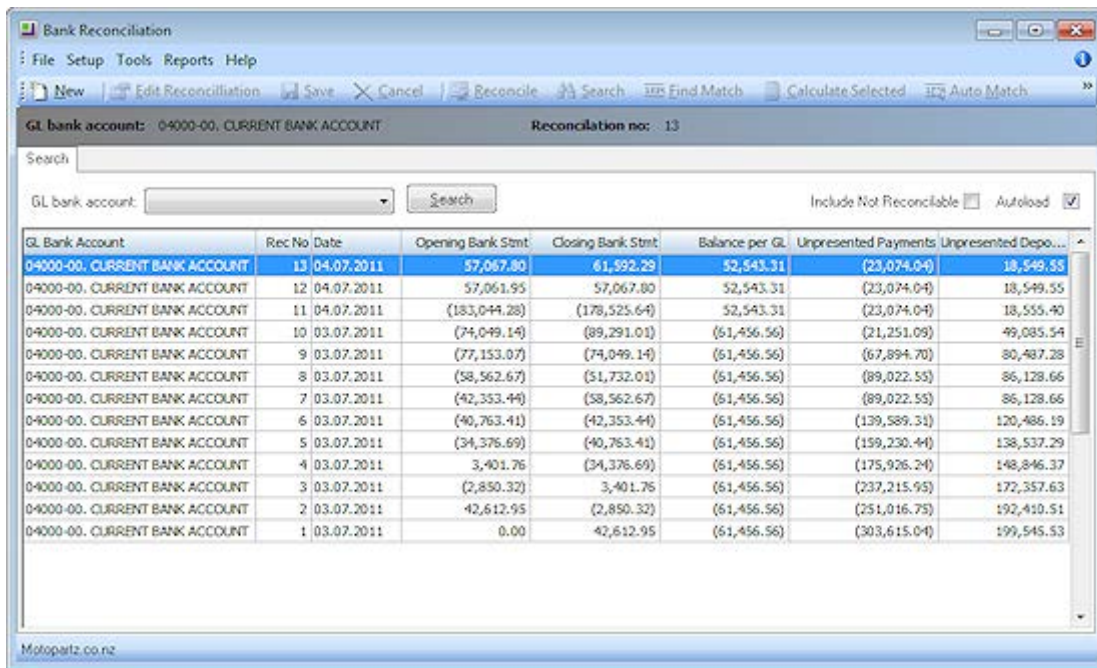 Bank Reconciliation
File Setup Tools Reports Help
New Edit Reconcilliation Save Cancel Reconcile Search Find Match Calculate Selected Auto Match »
GL bank account: 04000-00. CURRENT BANK ACCOUNT Reconcilation no: 13
Search
GL bank account: Search Include Not Reconcilable Autoload
GL Bank Account Rec No Date Opening Bank Stmt Closing Bank Stmt Balance per GL Unpresented Payments Unpresented Depo...
04000-00. CURRENT BANK ACCOUNT 13 04.07.2011 57,067.80 61,592.29 52,543.31 (23,074.04) 18,549.55
04000-00. CURRENT BANK ACCOUNT 12 04.07.2011 57,061.95 57,067.80 52,543.31 (23,074.04) 18,549.55
04000-00. CURRENT BANK ACCOUNT 11 04.07.2011 (183,044.28) (178,525.64) 52,543.31 (23,074.04) 18,555.40
04000-00. CURRENT BANK ACCOUNT 10 03.07.2011 (74,049.14) (89,291.01) (61,456.56) (21,251.09) 49,085.54
04000-00. CURRENT BANK ACCOUNT 9 03.07.2011 (77,153.07) (74,049.14) (61,456.56) (67,894.70) 80,487.28
04000-00. CURRENT BANK ACCOUNT 8 03.07.2011 (58,562.67) (51,732.01) (61,456.56) (89,022.55) 86,128.66
04000-00. CURRENT BANK ACCOUNT 7 03.07.2011 (42,353.44) (58,562.67) (61,456.56) (89,022.55) 86,128.66
04000-00. CURRENT BANK ACCOUNT 6 03.07.2011 (40,763.41) (42,353.44) (61,456.56) (139,589.31) 120,486.19
04000-00. CURRENT BANK ACCOUNT 5 03.07.2011 (34,376.69) (40,763.41) (61,456.56) (159,230.44) 138,537.29
04000-00. CURRENT BANK ACCOUNT 4 03.07.2011 3,401.76 (34,376.69) (61,456.56) (175,926.24) 148,846.37
04000-00. CURRENT BANK ACCOUNT 3 03.07.2011 (2,850.32) 3,401.76 (61,456.56) (237,215.95) 172,357.63
04000-00. CURRENT BANK ACCOUNT 2 03.07.2011 42,612.95 (2,850.32) (61,456.56) (251,016.75) 192,410.51
04000-00. CURRENT BANK ACCOUNT 1 03.07.2011 0.00 42,612.95 (61,456.56) (303,615.04) 199,545.53
Motopartz.co.nz